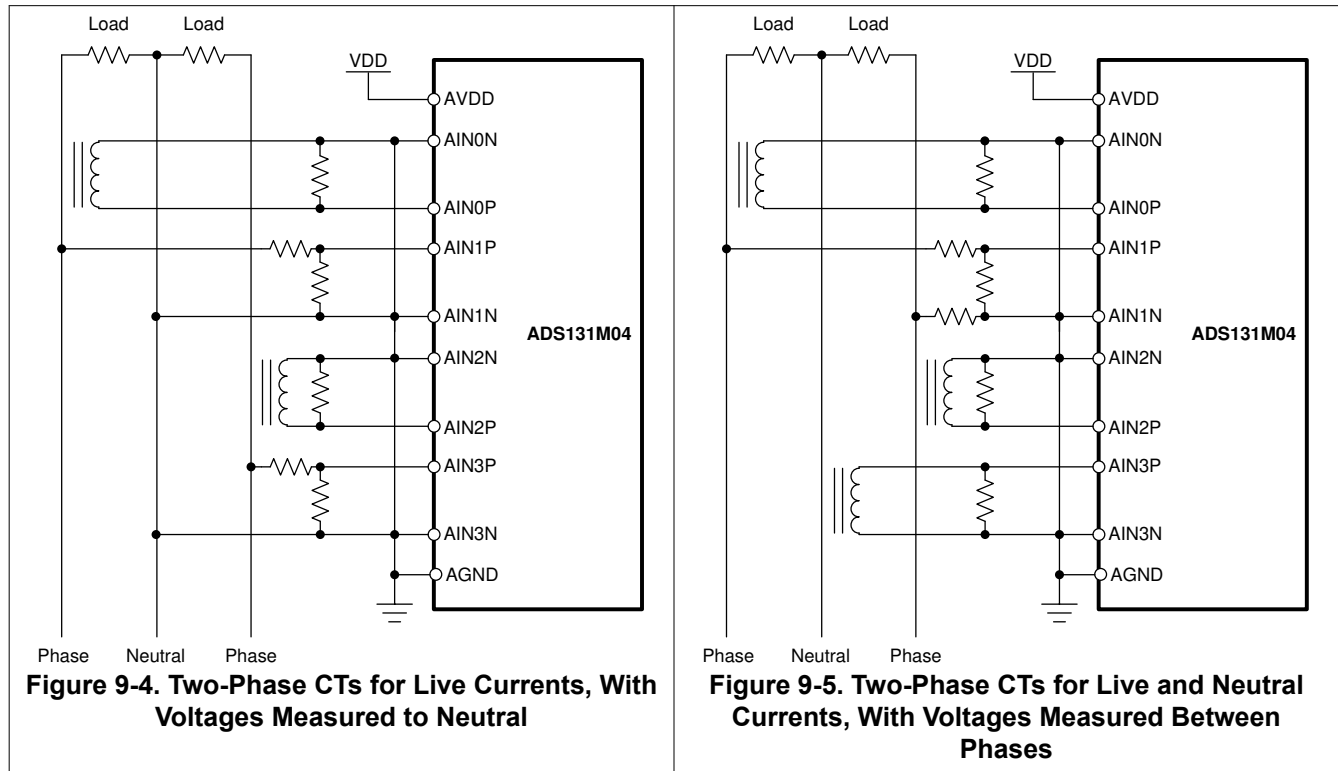 Load Load
VDD
AVDD
AIN0N
AIN0P
AIN1P
AIN1N
ADS131M04
AIN2N
AIN2P
AIN3P
AIN3N
AGND
Phase Neutral Phase
Figure 9-4. Two-Phase CTs for Live Currents, With
Voltages Measured to Neutral
Load Load
VDD
AVDD
AIN0N
AIN0P
AIN1P
AIN1N
ADS131M04
AIN2N
AIN2P
AIN3P
AIN3N
AGND
Phase Neutral Phase
Figure 9-5. Two-Phase CTs for Live and Neutral
Currents, With Voltages Measured Between
Phases